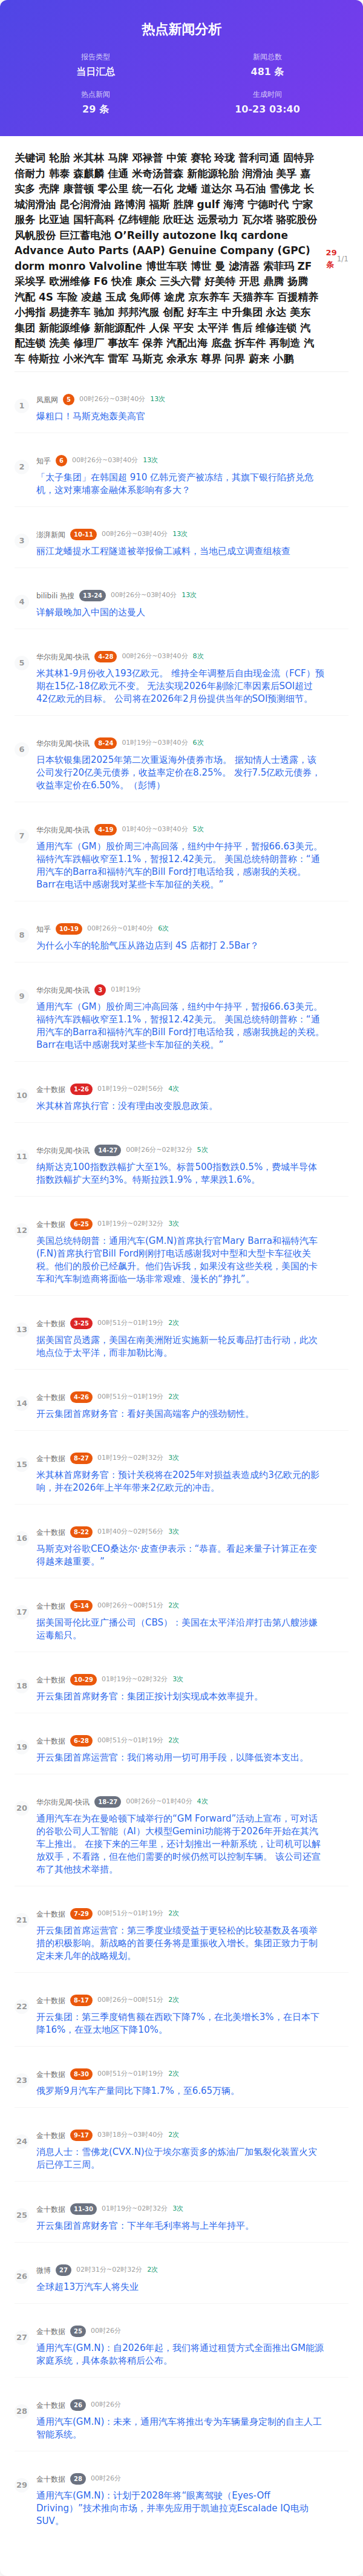 热点新闻分析
报告类型
新闻总数
当日汇总
481 条
热点新闻
生成时间
29 条
10-23 03:40
关键词 轮胎 米其林 马牌 邓禄普 中策 赛轮 玲珑 普利司通 固特异
倍耐力 韩泰 森麒麟 佳通 米奇汤普森 新能源轮胎 润滑油 美孚 嘉
实多 壳牌 康普顿 零公里 统一石化 龙蟠 道达尔 马石油 雪佛龙 长
城润滑油 昆仑润滑油 路博润 福斯 胜牌 gulf 海湾 宁德时代 宁家
服务 比亚迪 国轩高科 亿纬锂能 欣旺达 远景动力 瓦尔塔 骆驼股份
风帆股份 巨江蓄电池 O’Reilly autozone lkq cardone
Advance Auto Parts (AAP) Genuine Company (GPC)
dorm monro Valvoline 博世车联 博世 曼 滤清器 索菲玛 ZF
采埃孚 欧洲维修 F6 快准 康众 三头六臂 好美特 开思 鼎腾 扬腾
汽配 4S 车险 凌越 玉成 兔师傅 途虎 京东养车 天猫养车 百援精养
小拇指 易捷养车 驰加 邦邦汽服 创配 好车主 中升集团 永达 美东
集团 新能源维修 新能源配件 人保 平安 太平洋 售后 维修连锁 汽
配连锁 洗美 修理厂 事故车 保养 汽配出海 底盘 拆车件 再制造 汽
车 特斯拉 小米汽车 雷军 马斯克 余承东 尊界 问界 蔚来 小鹏
29
条
1/1
1
凤凰网 5 00时26分~03时40分 13次
爆粗口！马斯克炮轰美高官
2
知乎 6 00时26分~03时40分 13次
「太子集团」在韩国超 910 亿韩元资产被冻结，其旗下银行陷挤兑危
机，这对柬埔寨金融体系影响有多大？
3
澎湃新闻 10-11 00时26分~03时40分 13次
丽江龙蟠提水工程隧道被举报偷工减料，当地已成立调查组核查
4
bilibili 热搜 13-24 00时26分~03时40分 13次
详解最晚加入中国的达曼人
5
华尔街见闻-快讯 4-28 00时26分~03时40分 8次
米其林1-9月份收入193亿欧元。 维持全年调整后自由现金流（FCF）预
期在15亿-18亿欧元不变。 无法实现2026年剔除汇率因素后SOI超过
42亿欧元的目标。 公司将在2026年2月份提供当年的SOI预测细节。
6
华尔街见闻-快讯 8-24 01时19分~03时40分 6次
日本软银集团2025年第二次重返海外债券市场。 据知情人士透露，该
公司发行20亿美元债券，收益率定价在8.25%。 发行7.5亿欧元债券，
收益率定价在6.50%。（彭博）
7
华尔街见闻-快讯 4-19 01时40分~03时40分 5次
通用汽车（GM）股价周三冲高回落，纽约中午持平，暂报66.63美元。
福特汽车跌幅收窄至1.1%，暂报12.42美元。 美国总统特朗普称：“通
用汽车的Barra和福特汽车的Bill Ford打电话给我，感谢我的关税。
Barr在电话中感谢我对某些卡车加征的关税。”
8
知乎 10-19 00时26分~01时40分 6次
为什么小车的轮胎气压从路边店到 4S 店都打 2.5Bar？
9
华尔街见闻-快讯 3 01时19分
通用汽车（GM）股价周三冲高回落，纽约中午持平，暂报66.63美元。
福特汽车跌幅收窄至1.1%，暂报12.42美元。 美国总统特朗普称：“通
用汽车的Barra和福特汽车的Bill Ford打电话给我，感谢我挑起的关税。
Barr在电话中感谢我对某些卡车加征的关税。”
10
金十数据 1-26 01时19分~02时56分 4次
米其林首席执行官：没有理由改变股息政策。
11
华尔街见闻-快讯 14-27 00时26分~02时32分 5次
纳斯达克100指数跌幅扩大至1%。标普500指数跌0.5%，费城半导体
指数跌幅扩大至约3%。特斯拉跌1.9%，苹果跌1.6%。
12
金十数据 6-25 01时19分~02时32分 3次
美国总统特朗普：通用汽车(GM.N)首席执行官Mary Barra和福特汽车
(F.N)首席执行官Bill Ford刚刚打电话感谢我对中型和大型卡车征收关
税。他们的股价已经飙升。他们告诉我，如果没有这些关税，美国的卡
车和汽车制造商将面临一场非常艰难、漫长的“挣扎”。
13
金十数据 3-25 00时51分~01时19分 2次
据美国官员透露，美国在南美洲附近实施新一轮反毒品打击行动，此次
地点位于太平洋，而非加勒比海。
14
金十数据 4-26 00时51分~01时19分 2次
开云集团首席财务官：看好美国高端客户的强劲韧性。
15
金十数据 8-27 01时19分~02时32分 3次
米其林首席财务官：预计关税将在2025年对损益表造成约3亿欧元的影
响，并在2026年上半年带来2亿欧元的冲击。
16
金十数据 8-22 01时40分~02时56分 3次
马斯克对谷歌CEO桑达尔·皮查伊表示：“恭喜。看起来量子计算正在变
得越来越重要。”
17
金十数据 5-14 00时26分~00时51分 2次
据美国哥伦比亚广播公司（CBS）：美国在太平洋沿岸打击第八艘涉嫌
运毒船只。
18
金十数据 10-29 01时19分~02时32分 3次
开云集团首席财务官：集团正按计划实现成本效率提升。
19
金十数据 6-28 00时51分~01时19分 2次
开云集团首席运营官：我们将动用一切可用手段，以降低资本支出。
20
华尔街见闻-快讯 18-27 00时26分~01时40分 4次
通用汽车在为在曼哈顿下城举行的“GM Forward”活动上宣布，可对话
的谷歌公司人工智能（AI）大模型Gemini功能将于2026年开始在其汽
车上推出。 在接下来的三年里，还计划推出一种新系统，让司机可以解
放双手，不看路，但在他们需要的时候仍然可以控制车辆。 该公司还宣
布了其他技术举措。
21
金十数据 7-29 00时51分~01时19分 2次
开云集团首席运营官：第三季度业绩受益于更轻松的比较基数及各项举
措的积极影响。新战略的首要任务将是重振收入增长。集团正致力于制
定未来几年的战略规划。
22
金十数据 8-17 00时26分~00时51分 2次
开云集团：第三季度销售额在西欧下降7%，在北美增长3%，在日本下
降16%，在亚太地区下降10%。
23
金十数据 8-30 00时51分~01时19分 2次
俄罗斯9月汽车产量同比下降1.7%，至6.65万辆。
24
金十数据 9-17 03时18分~03时40分 2次
消息人士：雪佛龙(CVX.N)位于埃尔塞贡多的炼油厂加氢裂化装置火灾
后已停工三周。
25
金十数据 11-30 01时19分~02时32分 3次
开云集团首席财务官：下半年毛利率将与上半年持平。
26
微博 27 02时31分~02时32分 2次
全球超13万汽车人将失业
27
金十数据 25 00时26分
通用汽车(GM.N)：自2026年起，我们将通过租赁方式全面推出GM能源
家庭系统，具体条款将稍后公布。
28
金十数据 26 00时26分
通用汽车(GM.N)：未来，通用汽车将推出专为车辆量身定制的自主人工
智能系统。
29
金十数据 28 00时26分
通用汽车(GM.N)：计划于2028年将“眼离驾驶（Eyes-Off
Driving）”技术推向市场，并率先应用于凯迪拉克Escalade IQ电动
SUV。